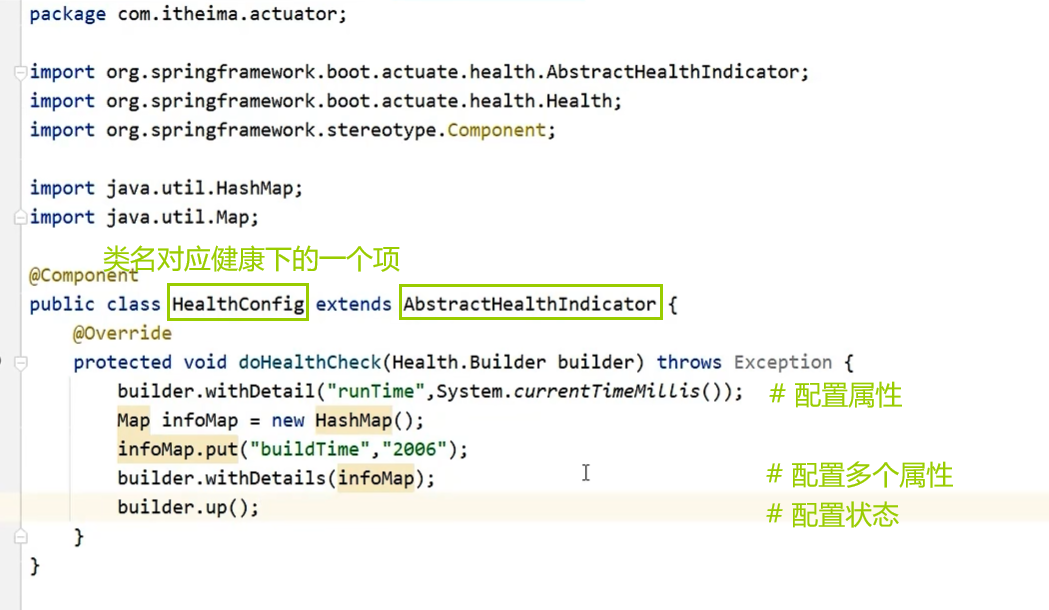 package com.itheima.actuator;
import org.springframework.boot.actuate.health.AbstractHealthIndicator;
import org.springframework.boot.actuate.health.Health;
import org.springframework.stereotype.Component;
import java.util.HashMap;
import java.util.Map;
类名对应健康下的一个项
@Component
public class HealthConfig extends AbstractHealthIndicator {
@Override
protected void doHealthCheck(Health.Builder builder) throws Exception {
builder.withDetail("runTime",System.currentTimeMillis()); # 配置属性
Map infoMap = new HashMap();
infoMap.put("buildTime","2006");
builder.withDetails(infoMap); # 配置多个属性
builder.up(); # 配置状态
}
}